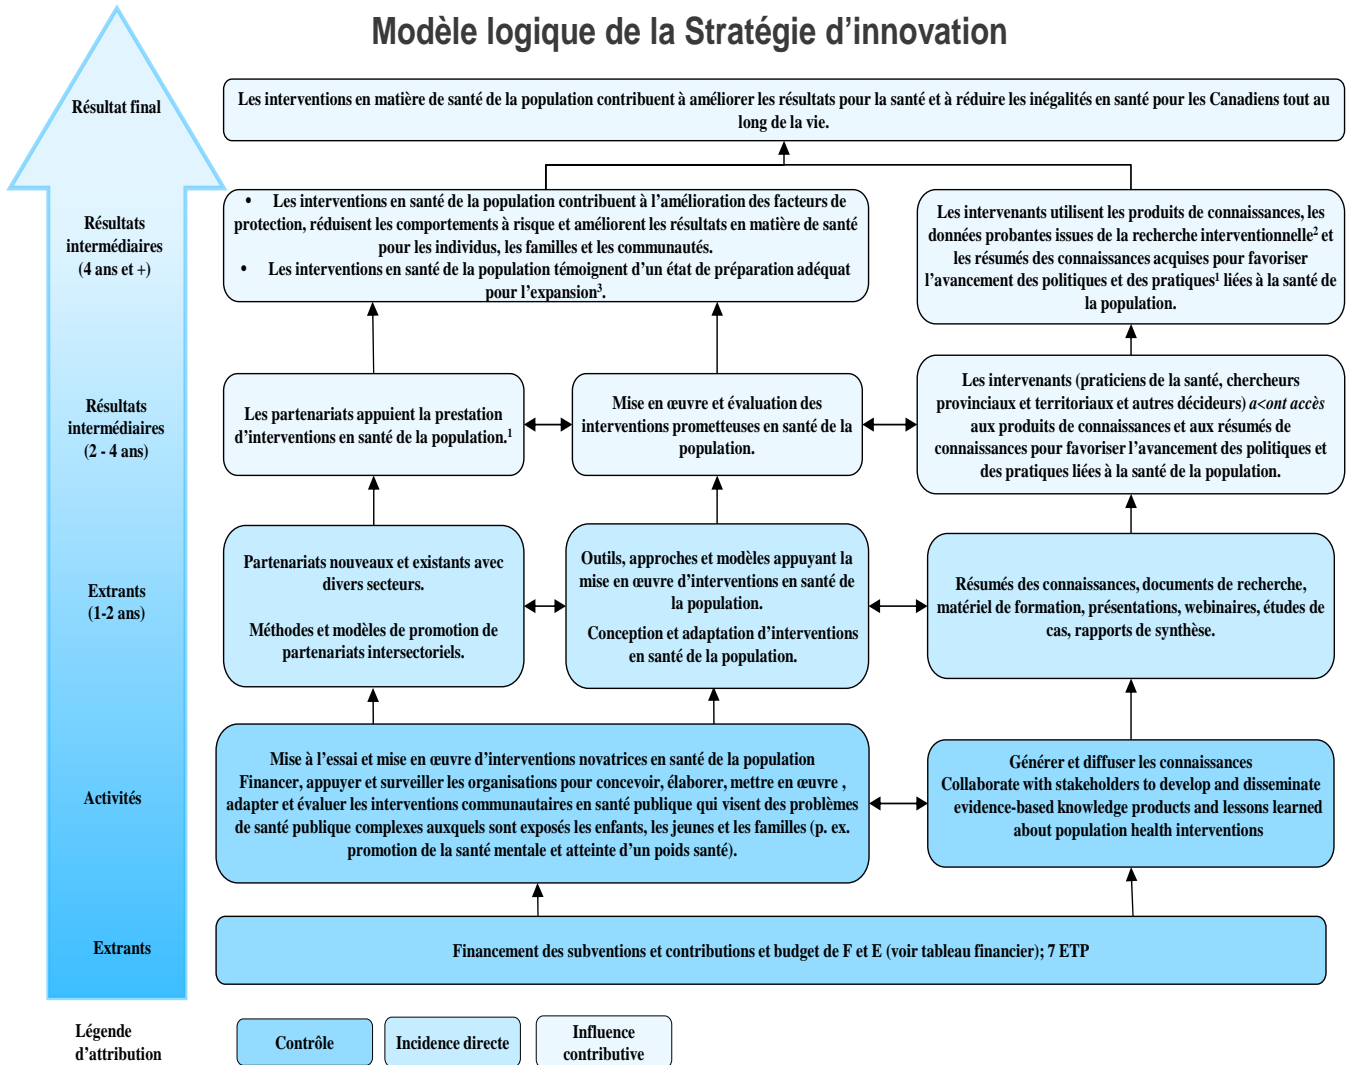 Modèle logique de la Stratégie d’innovation
Résultat final
Les interventions en matière de santé de la population contribuent à améliorer les résultats pour la santé et à réduire les inégalités en santé pour les Canadiens tout au
long de la vie.
Résultats
intermédiaires
(4 ans et +)
• Les interventions en santé de la population contribuent à l’amélioration des facteurs de
protection, réduisent les comportements à risque et améliorent les résultats en matière de santé
pour les individus, les familles et les communautés.
• Les interventions en santé de la population témoignent d’un état de préparation adéquat
pour l’expansion³.
Les intervenants utilisent les produits de connaissances, les
données probantes issues de la recherche interventionnelle² et
les résumés des connaissances acquises pour favoriser
l’avancement des politiques et des pratiques¹ liées à la santé de
la population.
Résultats
intermédiaires
(2 - 4 ans)
Les partenariats appuient la prestation
d’interventions en santé de la population.¹
Mise en œuvre et évaluation des
interventions prometteuses en santé de la
population.
Les intervenants (praticiens de la santé, chercheurs
provinciaux et territoriaux et autres décideurs) a<ont accès
aux produits de connaissances et aux résumés de
connaissances pour favoriser l’avancement des politiques et
des pratiques liées à la santé de la population.
Extrants
(1-2 ans)
Partenariats nouveaux et existants avec
divers secteurs.
Méthodes et modèles de promotion de
partenariats intersectoriels.
Outils, approches et modèles appuyant la
mise en œuvre d’interventions en santé de
la population.
Conception et adaptation d’interventions
en santé de la population.
Résumés des connaissances, documents de recherche,
matériel de formation, présentations, webinaires, études de
cas, rapports de synthèse.
Activités
Mise à l’essai et mise en œuvre d’interventions novatrices en santé de la population
Financer, appuyer et surveiller les organisations pour concevoir, élaborer, mettre en œuvre ,
adapter et évaluer les interventions communautaires en santé publique qui visent des problèmes
de santé publique complexes auxquels sont exposés les enfants, les jeunes et les familles (p. ex.
promotion de la santé mentale et atteinte d’un poids santé).
Générer et diffuser les connaissances
Collaborate with stakeholders to develop and disseminate
evidence-based knowledge products and lessons learned
about population health interventions
Extrants
Financement des subventions et contributions et budget de F et E (voir tableau financier); 7 ETP
Légende
d’attribution
Contrôle
Incidence directe
Influence
contributive